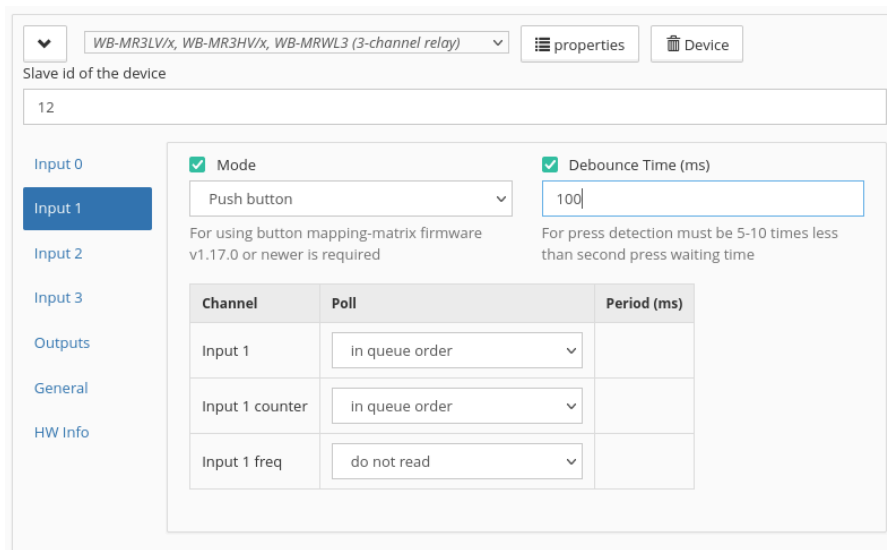 WB-MR3LV/x, WB-MR3HV/x, WB-MRWL3 (3-channel relay)
properties
Device
Slave id of the device
12
Input 0
Input 1
Input 2
Input 3
Outputs
General
HW Info
Mode
Push button
For using button mapping-matrix firmware
v1.17.0 or newer is required
Debounce Time (ms)
100
For press detection must be 5-10 times less
than second press waiting time
Channel Poll Period (ms)
Input 1 in queue order
Input 1 counter in queue order
Input 1 freq do not read